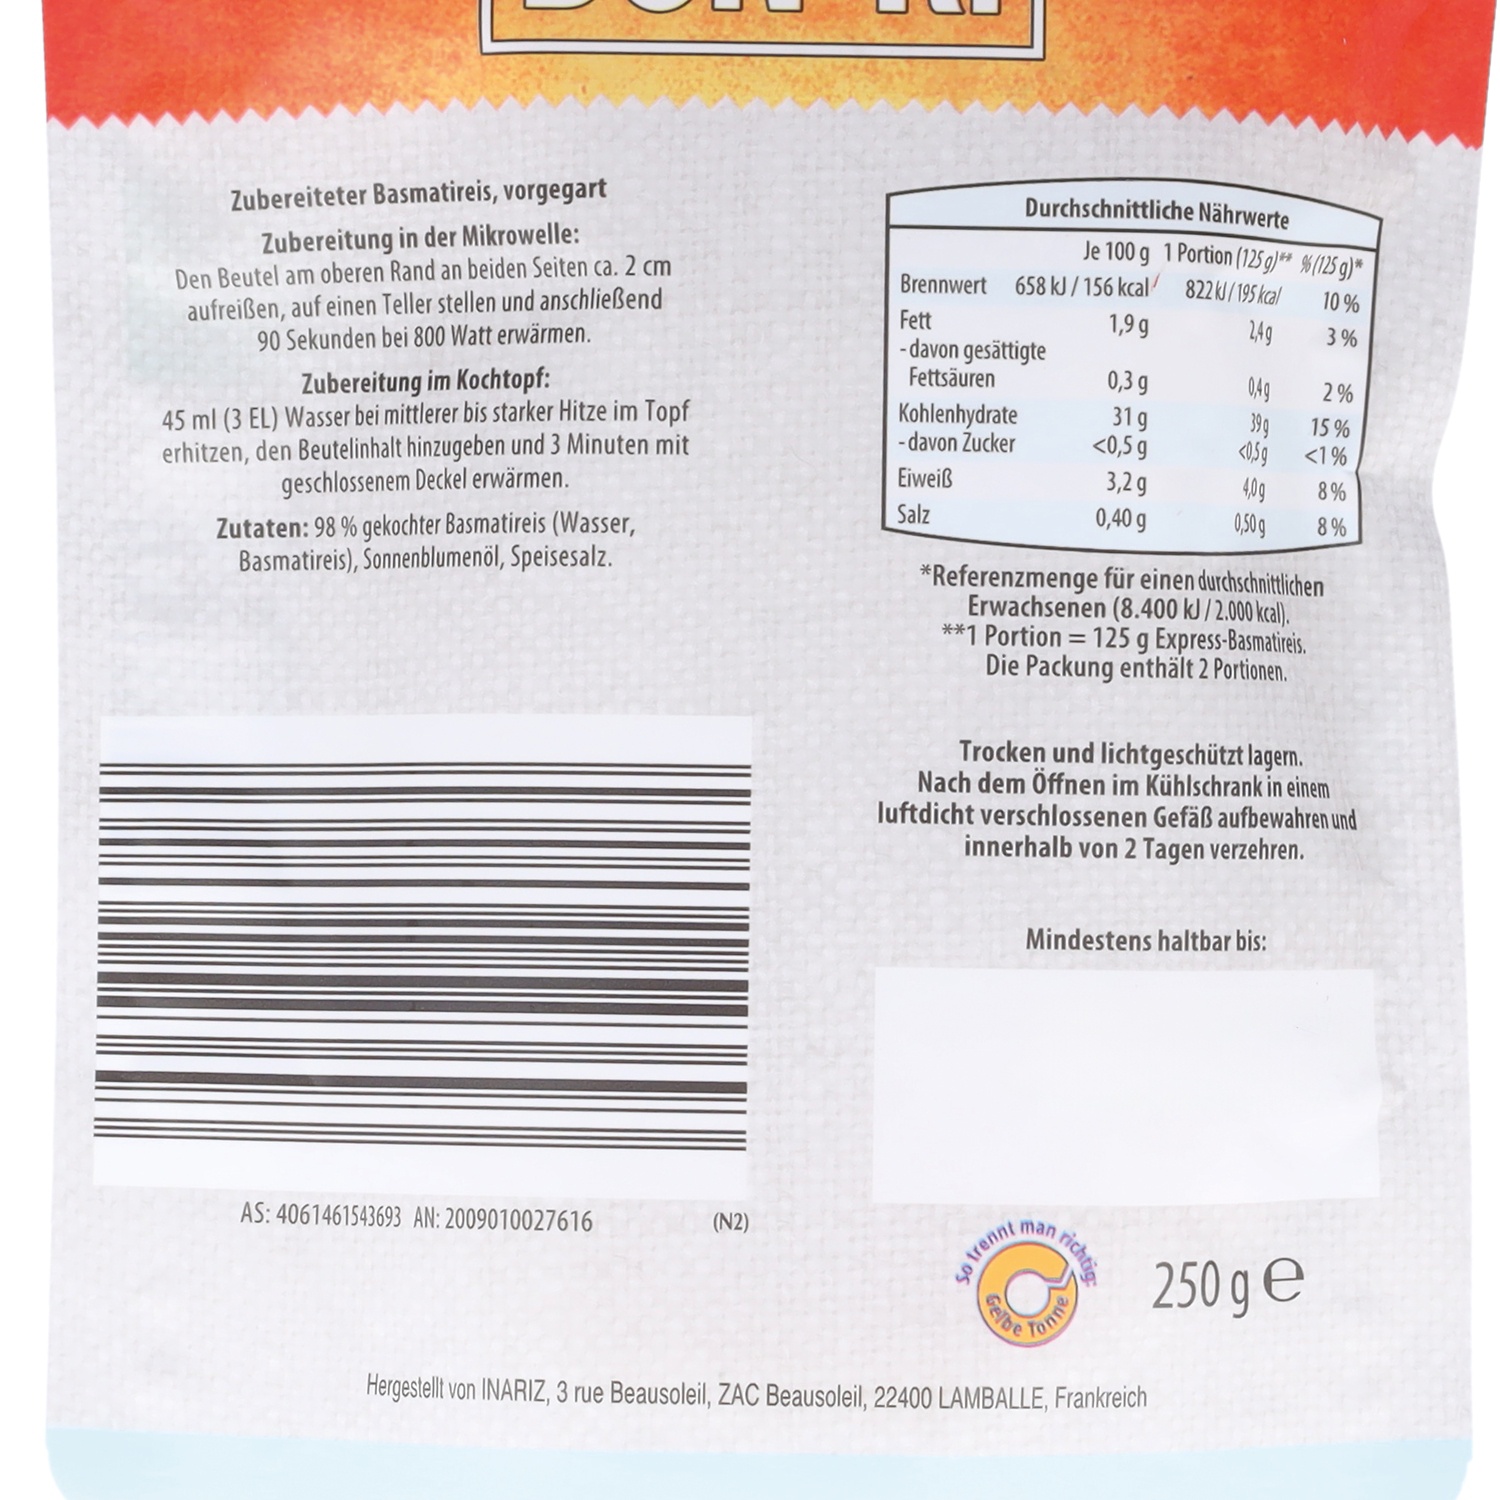 Zubereiteter Basmatireis, vorgegart
Zubereitung in der Mikrowelle:
Den Beutel am oberen Rand an beiden Seiten ca. 2 cm
aufreißen, auf einen Teller stellen und anschließend
90 Sekunden bei 800 Watt erwärmen.
Zubereitung im Kochtopf:
45 ml (3 EL) Wasser bei mittlerer bis starker Hitze im Topf
erhitzen, den Beutelinhalt hinzugeben und 3 Minuten mit
geschlossenem Deckel erwärmen.
Zutaten: 98 % gekochter Basmatireis (Wasser,
Basmatireis), Sonnenblumenöl, Speisesalz.
Durchschnittliche Nährwerte
Je 100 g 1 Portion (125 g)** %(125 g)*
Brennwert 658 kJ / 156 kcal 822 kJ / 195 kcal 10 %
Fett 1,9 g 2,4 g 3 %
- davon gesättigte
Fettsäuren 0,3 g 0,4 g 2 %
Kohlenhydrate 31 g 39 g 15 %
- davon Zucker <0,5 g <0,5 g <1 %
Eiweiß 3,2 g 4,0 g 8 %
Salz 0,40 g 0,50 g 8 %
*Referenzmenge für einen durchschnittlichen
Erwachsenen (8.400 kJ / 2.000 kcal).
**1 Portion = 125 g Express-Basmatireis.
Die Packung enthält 2 Portionen.
Trocken und lichtgeschützt lagern.
Nach dem Öffnen im Kühlschrank in einem
luftdicht verschlossenen Gefäß aufbewahren und
innerhalb von 2 Tagen verzehren.
Mindestens haltbar bis:
AS: 4061461543693 AN: 2009010027616 (N2)
So trennt man richtig:
Gelbe Tonne
250 g e
Hergestellt von INARIZ, 3 rue Beausoleil, ZAC Beausoleil, 22400 LAMBALLE, Frankreich